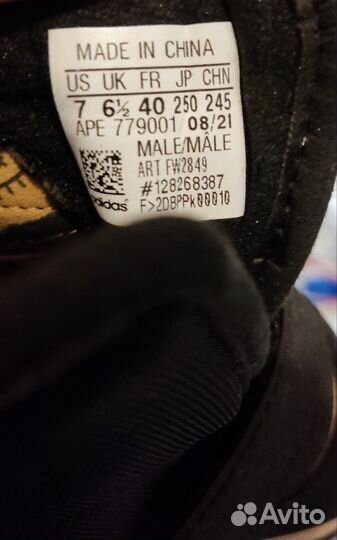 MADE IN CHINA
US UK FR JP CHN
7 6½ 40 250 245
APE 779001 08/21
MALE/MÂLE
ART FW2849
#128268387
F>2DBPPk00010
adidas
Avito